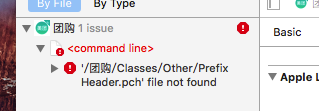 By File
By Type
团购 1 issue
<command line>
'/团购/Classes/Other/Prefix
Header.pch' file not found
Basic
Apple L